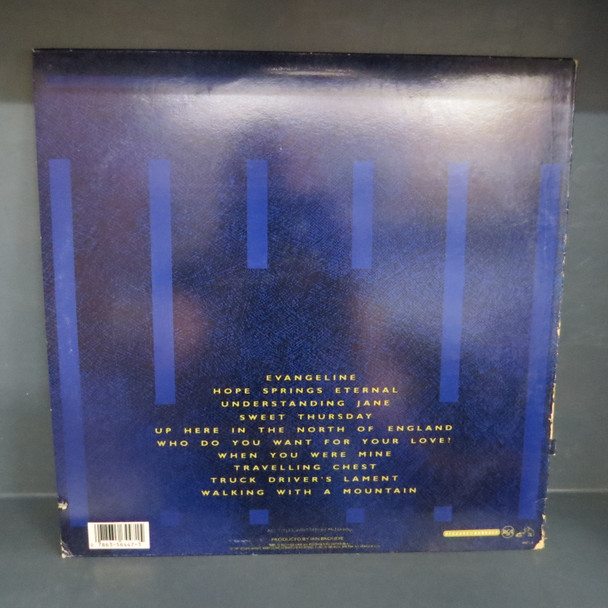 EVANGELINE
HOPE SPRINGS ETERNAL
UNDERSTANDING JANE
SWEET THURSDAY
UP HERE IN THE NORTH OF ENGLAND
WHO DO YOU WANT FOR YOUR LOVE?
WHEN YOU WERE MINE
TRAVELLING CHEST
TRUCK DRIVER'S LAMENT
WALKING WITH A MOUNTAIN
RCA